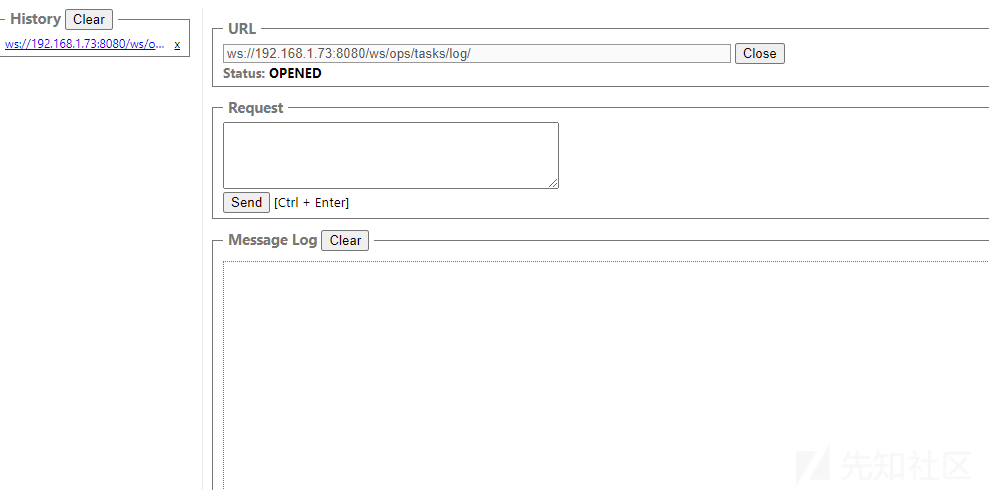 History Clear
ws://192.168.1.73:8080/ws/o... x
URL
ws://192.168.1.73:8080/ws/ops/tasks/log/ Close
Status: OPENED
Request
Send [Ctrl + Enter]
Message Log Clear
先知社区